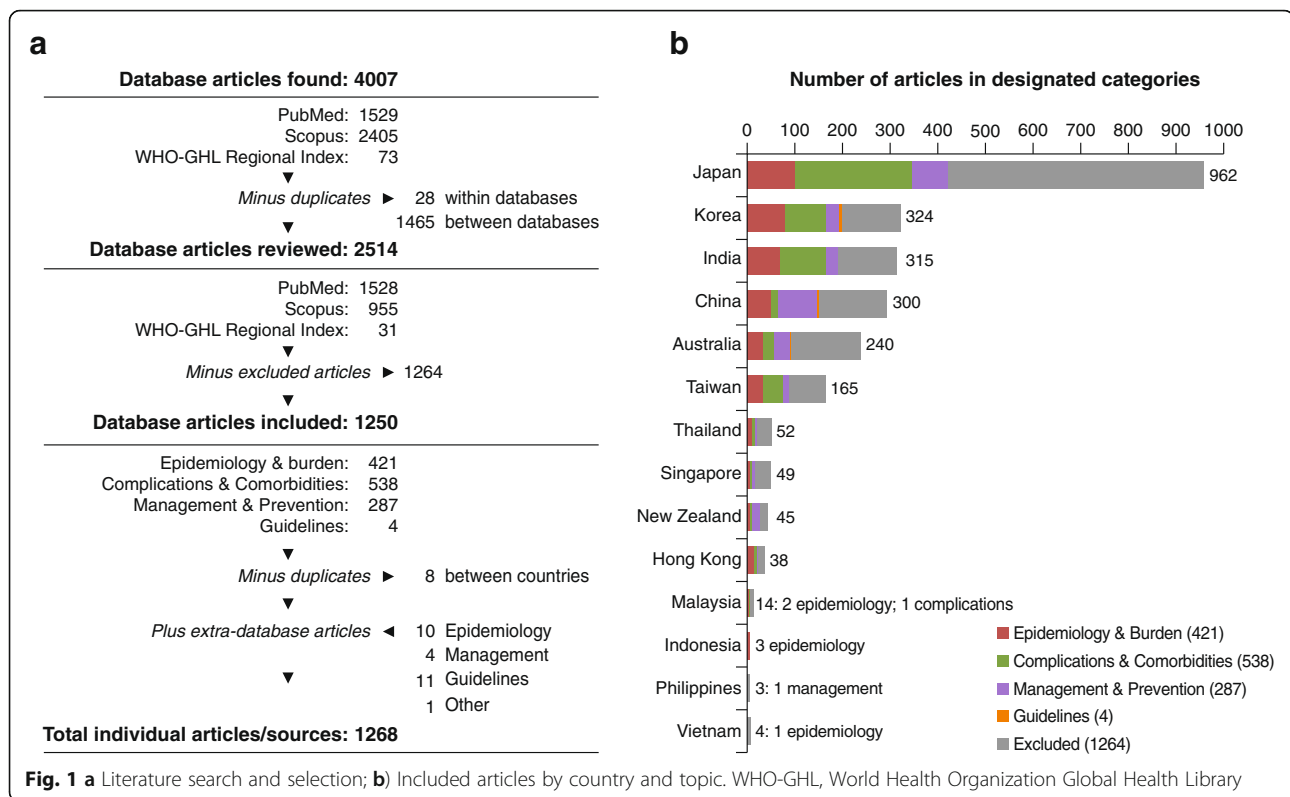 a
Database articles found: 4007
PubMed: 1529
Scopus: 2405
WHO-GHL Regional Index: 73
▼
Minus duplicates ► 28 within databases
▼ 1465 between databases
Database articles reviewed: 2514
PubMed: 1528
Scopus: 955
WHO-GHL Regional Index: 31
▼
Minus excluded articles ► 1264
▼
Database articles included: 1250
Epidemiology & burden: 421
Complications & Comorbidities: 538
Management & Prevention: 287
Guidelines: 4
▼
Minus duplicates ► 8 between countries
▼
Plus extra-database articles ◄ 10 Epidemiology
4 Management
▼ 11 Guidelines
1 Other
Total individual articles/sources: 1268
b
Number of articles in designated categories
0 100 200 300 400 500 600 700 800 900 1000
Japan 962
Korea 324
India 315
China 300
Australia 240
Taiwan 165
Thailand 52
Singapore 49
New Zealand 45
Hong Kong 38
Malaysia 14: 2 epidemiology; 1 complications
Indonesia 3 epidemiology
Philippines 3: 1 management
Vietnam 4: 1 epidemiology
Epidemiology & Burden (421)
Complications & Comorbidities (538)
Management & Prevention (287)
Guidelines (4)
Excluded (1264)
Fig. 1 a Literature search and selection; b) Included articles by country and topic. WHO-GHL, World Health Organization Global Health Library